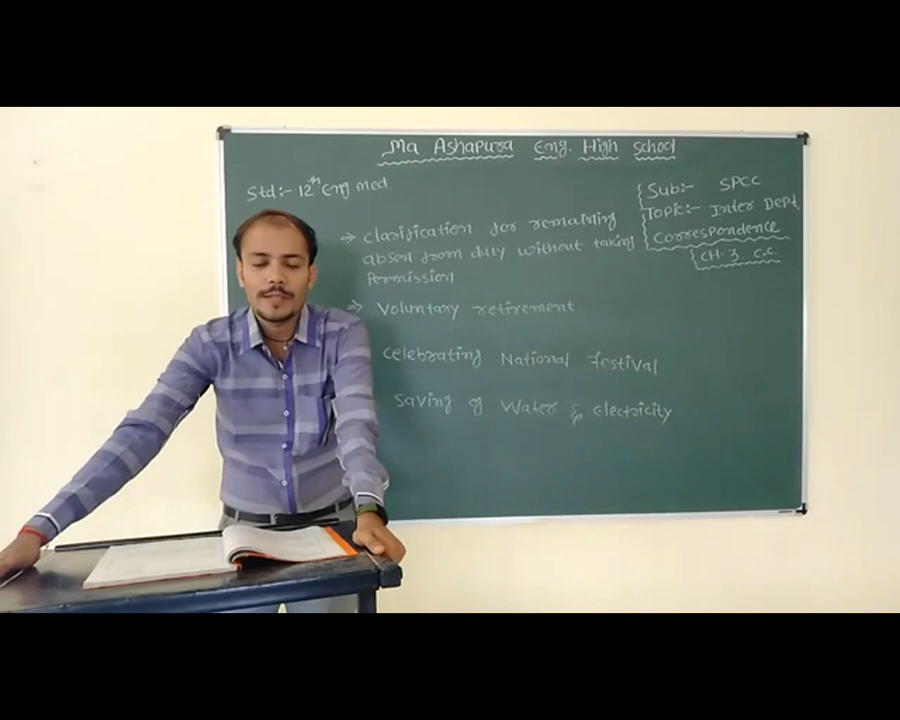 Ma Ashapura Eng. High School
Std:- 12th Eng med
Sub:- SPCC
Topic:- Inter Dept.
Correspondence
CH-3 C.C.
→ Clarification for remaining
absent from duty without taking
Permission
→ Voluntary retirement.
Celebrating National Festival
Saving of Water & Electricity